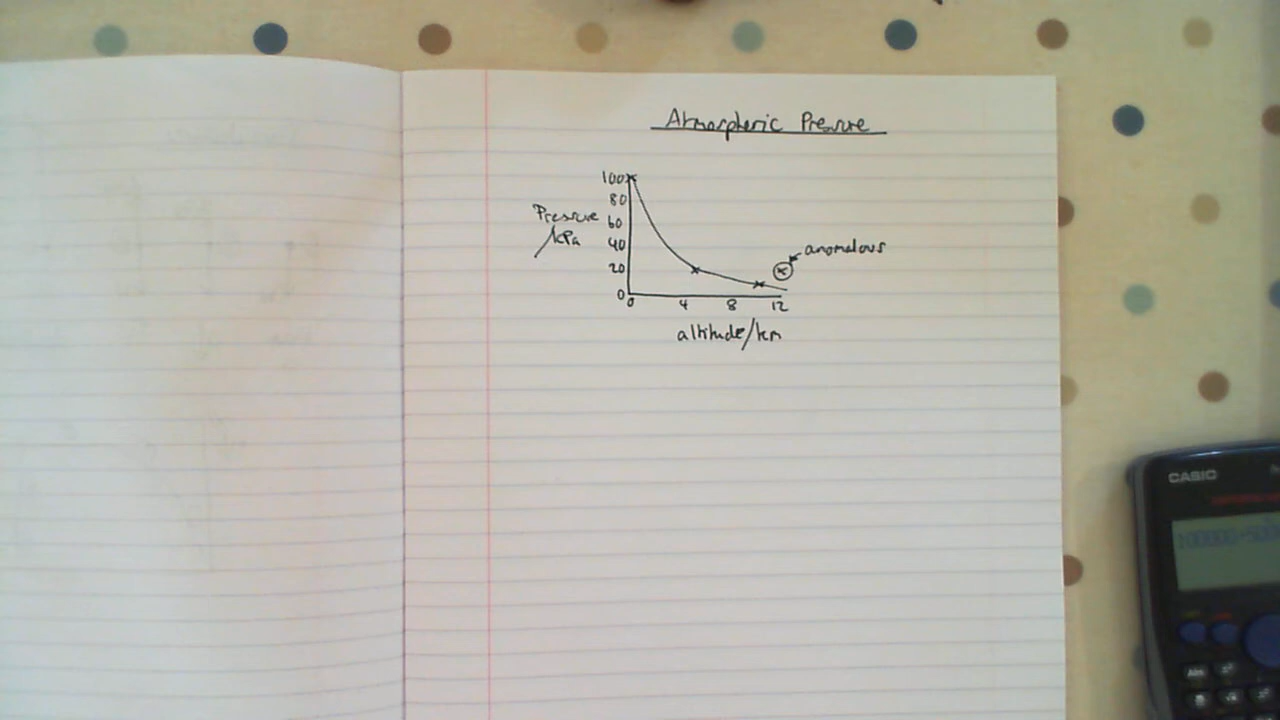 Atmospheric Pressure
100
80
Pressure
60
/kPa
40
anomalous
20
0
0 4 8 12
altitude/km
CASIO